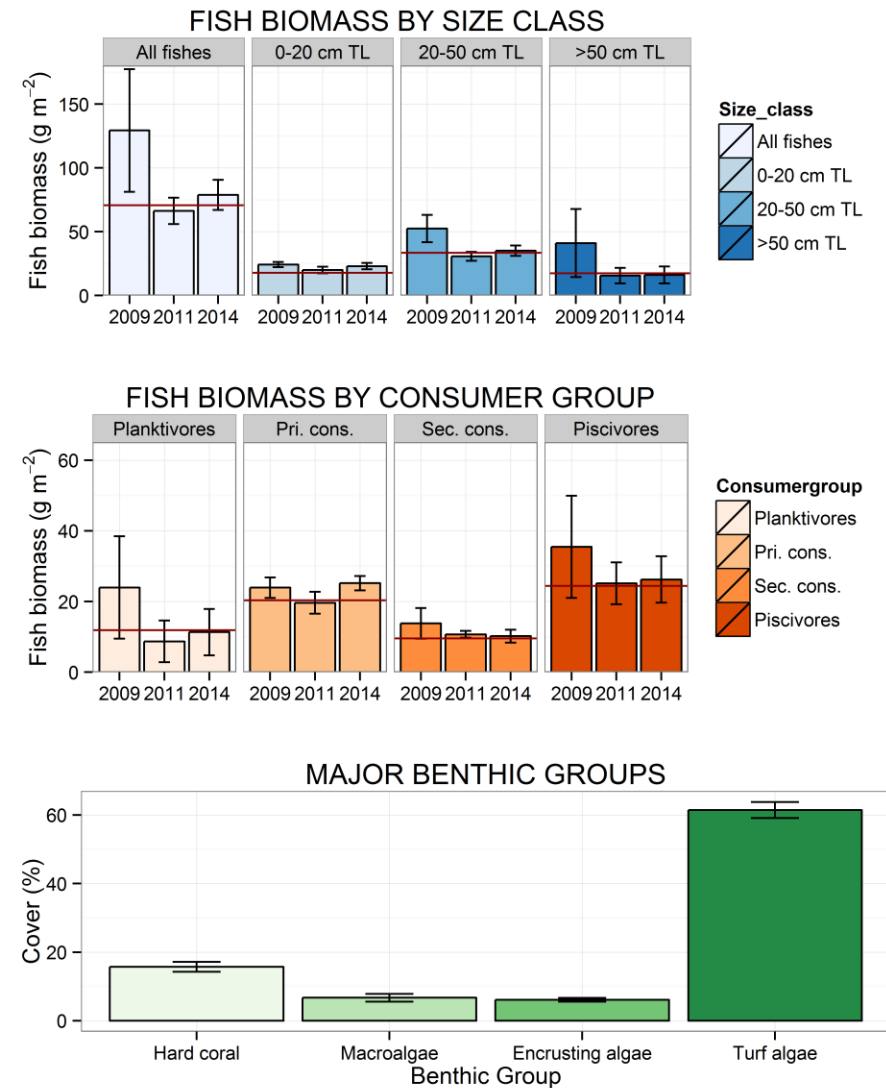 FISH BIOMASS BY SIZE CLASS
All fishes 0-20 cm TL 20-50 cm TL >50 cm TL
Fish biomass (g m⁻²)
150
100
50
0
2009 2011 2014 2009 2011 2014 2009 2011 2014 2009 2011 2014
Size_class
All fishes
0-20 cm TL
20-50 cm TL
>50 cm TL
FISH BIOMASS BY CONSUMER GROUP
Planktivores Pri. cons. Sec. cons. Piscivores
Fish biomass (g m⁻²)
60
40
20
0
2009 2011 2014 2009 2011 2014 2009 2011 2014 2009 2011 2014
Consumergroup
Planktivores
Pri. cons.
Sec. cons.
Piscivores
MAJOR BENTHIC GROUPS
Cover (%)
60
40
20
0
Hard coral Macroalgae Encrusting algae Turf algae
Benthic Group